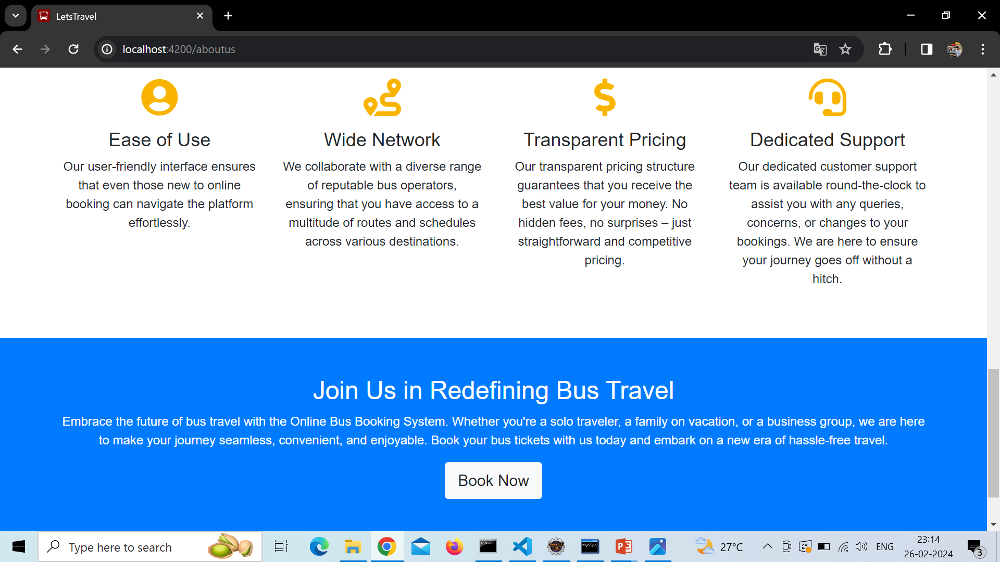 LetsTravel
localhost:4200/aboutus
Ease of Use
Our user-friendly interface ensures
that even those new to online
booking can navigate the platform
effortlessly.
Wide Network
We collaborate with a diverse range
of reputable bus operators,
ensuring that you have access to a
multitude of routes and schedules
across various destinations.
Transparent Pricing
Our transparent pricing structure
guarantees that you receive the
best value for your money. No
hidden fees, no surprises – just
straightforward and competitive
pricing.
Dedicated Support
Our dedicated customer support
team is available round-the-clock to
assist you with any queries,
concerns, or changes to your
bookings. We are here to ensure
your journey goes off without a
hitch.
Join Us in Redefining Bus Travel
Embrace the future of bus travel with the Online Bus Booking System. Whether you're a solo traveler, a family on vacation, or a business group, we are here
to make your journey seamless, convenient, and enjoyable. Book your bus tickets with us today and embark on a new era of hassle-free travel.
Book Now
Type here to search
Java EE
IDE
MySQL
P
27°C
ENG
23:14
26-02-2024
3